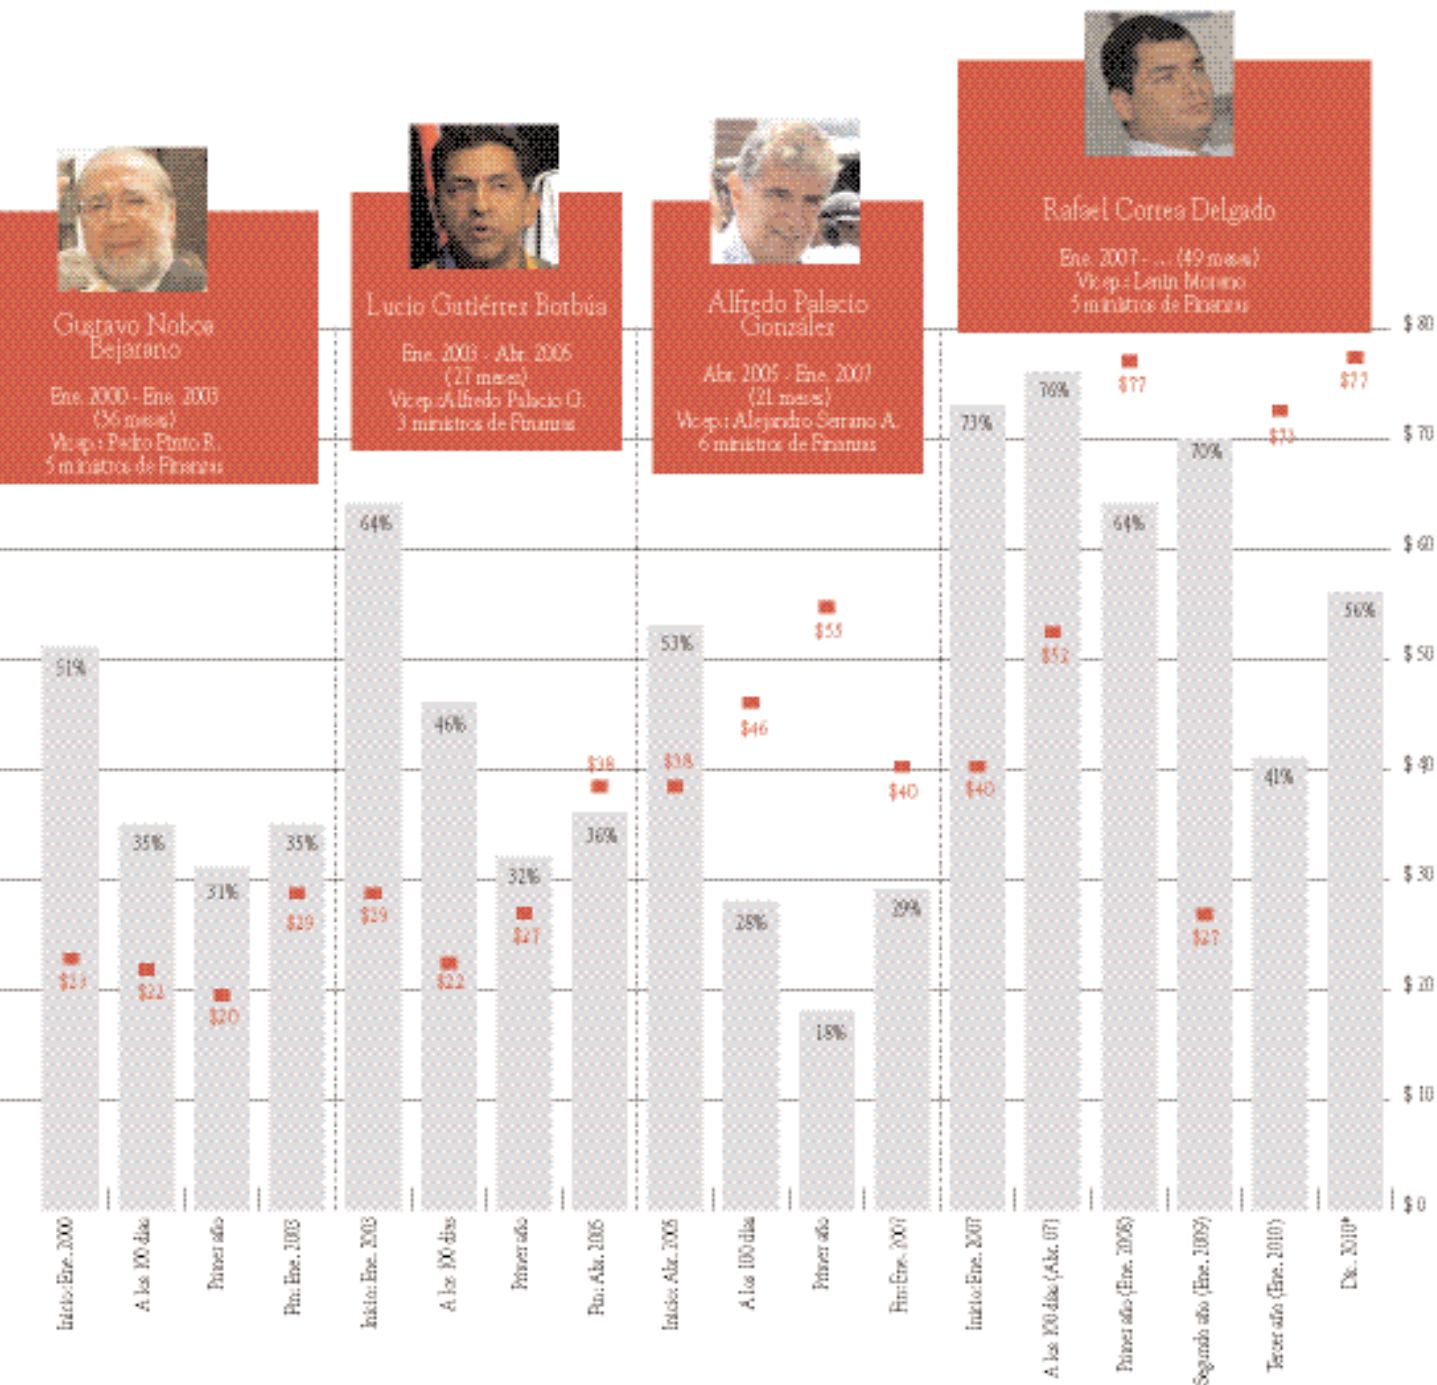 Gustavo Noboa
Bejarano
Ene. 2000 - Ene. 2003
(36 meses)
Vicep.: Pedro Pinto R.
5 ministros de Finanzas
Lucio Gutiérrez Borbúa
Ene. 2003 - Abr. 2005
(27 meses)
Vicep.:Alfredo Palacio G.
3 ministros de Finanzas
Alfredo Palacio
González
Abr. 2005 - Ene. 2007
(21 meses)
Vicep.: Alejandro Serrano A.
6 ministros de Finanzas
Rafael Correa Delgado
Ene. 2007 - ... (49 meses)
Vicep.: Lenin Moreno
5 ministros de Finanzas
$ 80
$ 70
$ 60
$ 50
$ 40
$ 30
$ 20
$ 10
$ 0
51%
35%
31%
35%
64%
46%
32%
36%
53%
28%
18%
29%
73%
76%
64%
70%
41%
56%
$23
$22
$20
$29
$29
$22
$27
$38
$38
$46
$55
$40
$40
$52
$77
$27
$73
$77
Inicio: Ene. 2000
A los 100 días
Primer año
Fin: Ene. 2003
Inicio: Ene. 2003
A los 100 días
Primer año
Fin: Abr. 2005
Inicio: Abr. 2005
A los 100 días
Primer año
Fin: Ene. 2007
Inicio: Ene. 2007
A los 100 días (Abr. 07)
Primer año (Ene. 2008)
Segundo año (Ene. 2009)
Tercer año (Ene. 2010)
Dic. 2010*